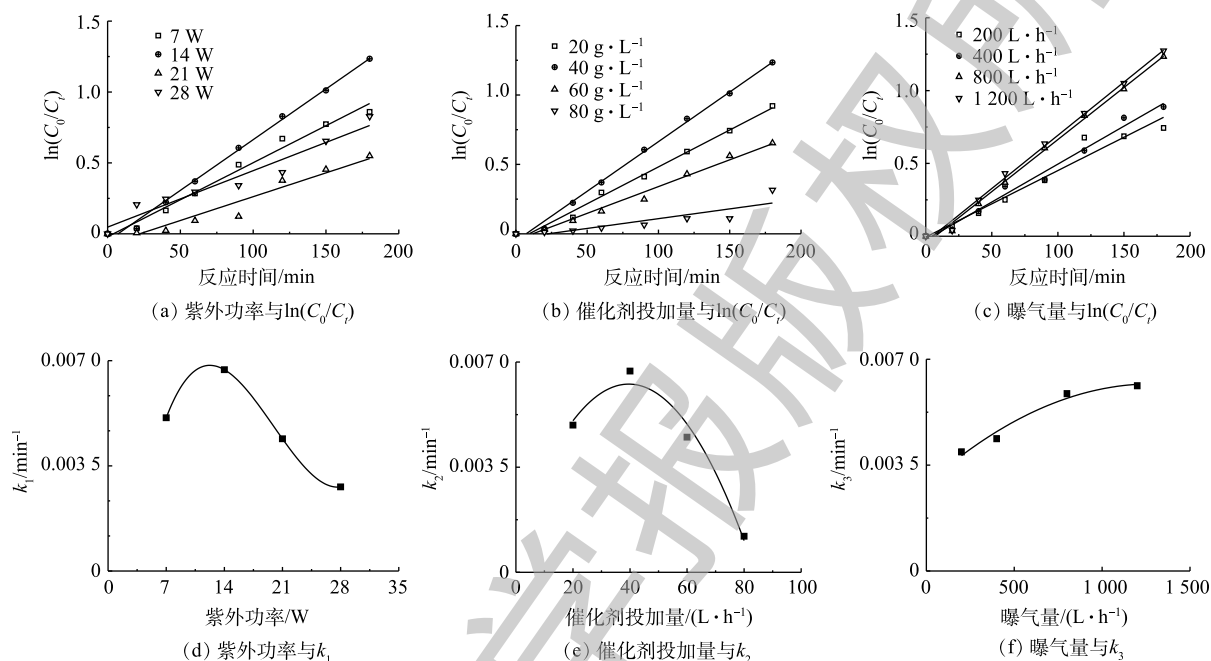 1.5
1.0
0.5
0
ln(C₀/Cₜ)
7 W
14 W
21 W
28 W
0 50 100 150 200
反应时间/min
(a) 紫外功率与ln(C₀/Cₜ)
1.5
1.0
0.5
0
ln(C₀/Cₜ)
20 g·L⁻¹
40 g·L⁻¹
60 g·L⁻¹
80 g·L⁻¹
0 50 100 150 200
反应时间/min
(b) 催化剂投加量与ln(C₀/Cₜ)
1.5
1.0
0.5
0
ln(C₀/Cₜ)
200 L·h⁻¹
400 L·h⁻¹
800 L·h⁻¹
1 200 L·h⁻¹
0 50 100 150 200
反应时间/min
(c) 曝气量与ln(C₀/Cₜ)
0.007 0
0.003 5
0
k₁/min⁻¹
0 7 14 21 28 35
紫外功率/W
(d) 紫外功率与k₁
0.007 0
0.003 5
0
k₂/min⁻¹
0 20 40 60 80 100
催化剂投加量/(L·h⁻¹)
(e) 催化剂投加量与k₂
0.007 0
0.003 5
0
k₃/min⁻¹
0 500 1 000 1 500
曝气量/(L·h⁻¹)
(f) 曝气量与k₃
学报版权